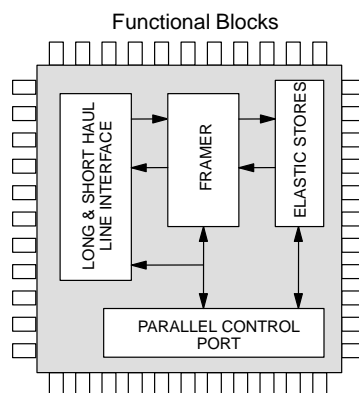 Functional Blocks
LONG & SHORT HAUL
LINE INTERFACE
FRAMER
ELASTIC STORES
PARALLEL CONTROL
PORT